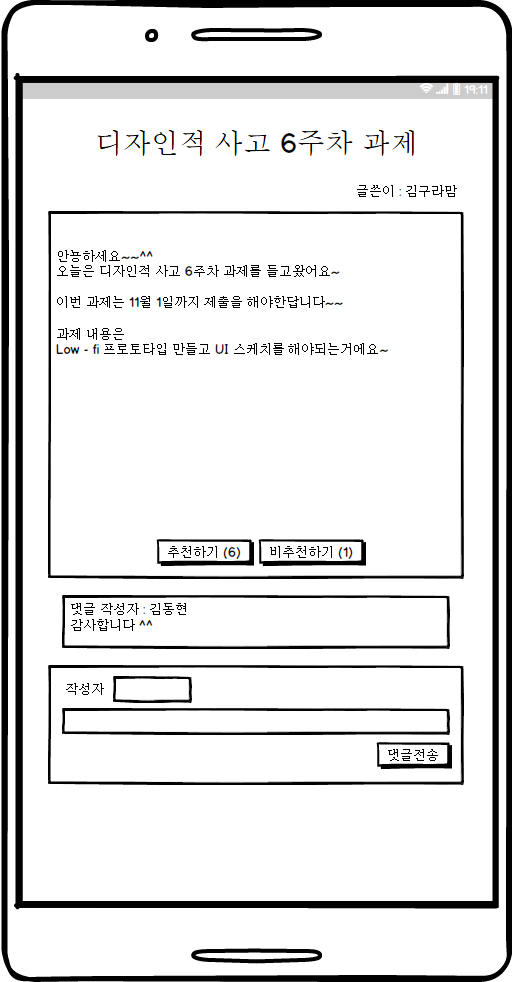 19:11
디자인적 사고 6주차 과제
글쓴이 : 김구라맘
안뇽하세요~~^^
오늘은 디자인적 사고 6주차 과제를 들고왔어요~
이번 과제는 11월 1일까지 제출을 해야한답니다~~
과제 내용은
Low - fi 프로토타입 만들고 UI 스케치를 해야되는거에요~
추천하기 (6) 비추천하기 (1)
댓글 작성자 : 김동현
감사합니다 ^^
작성자
댓글전송